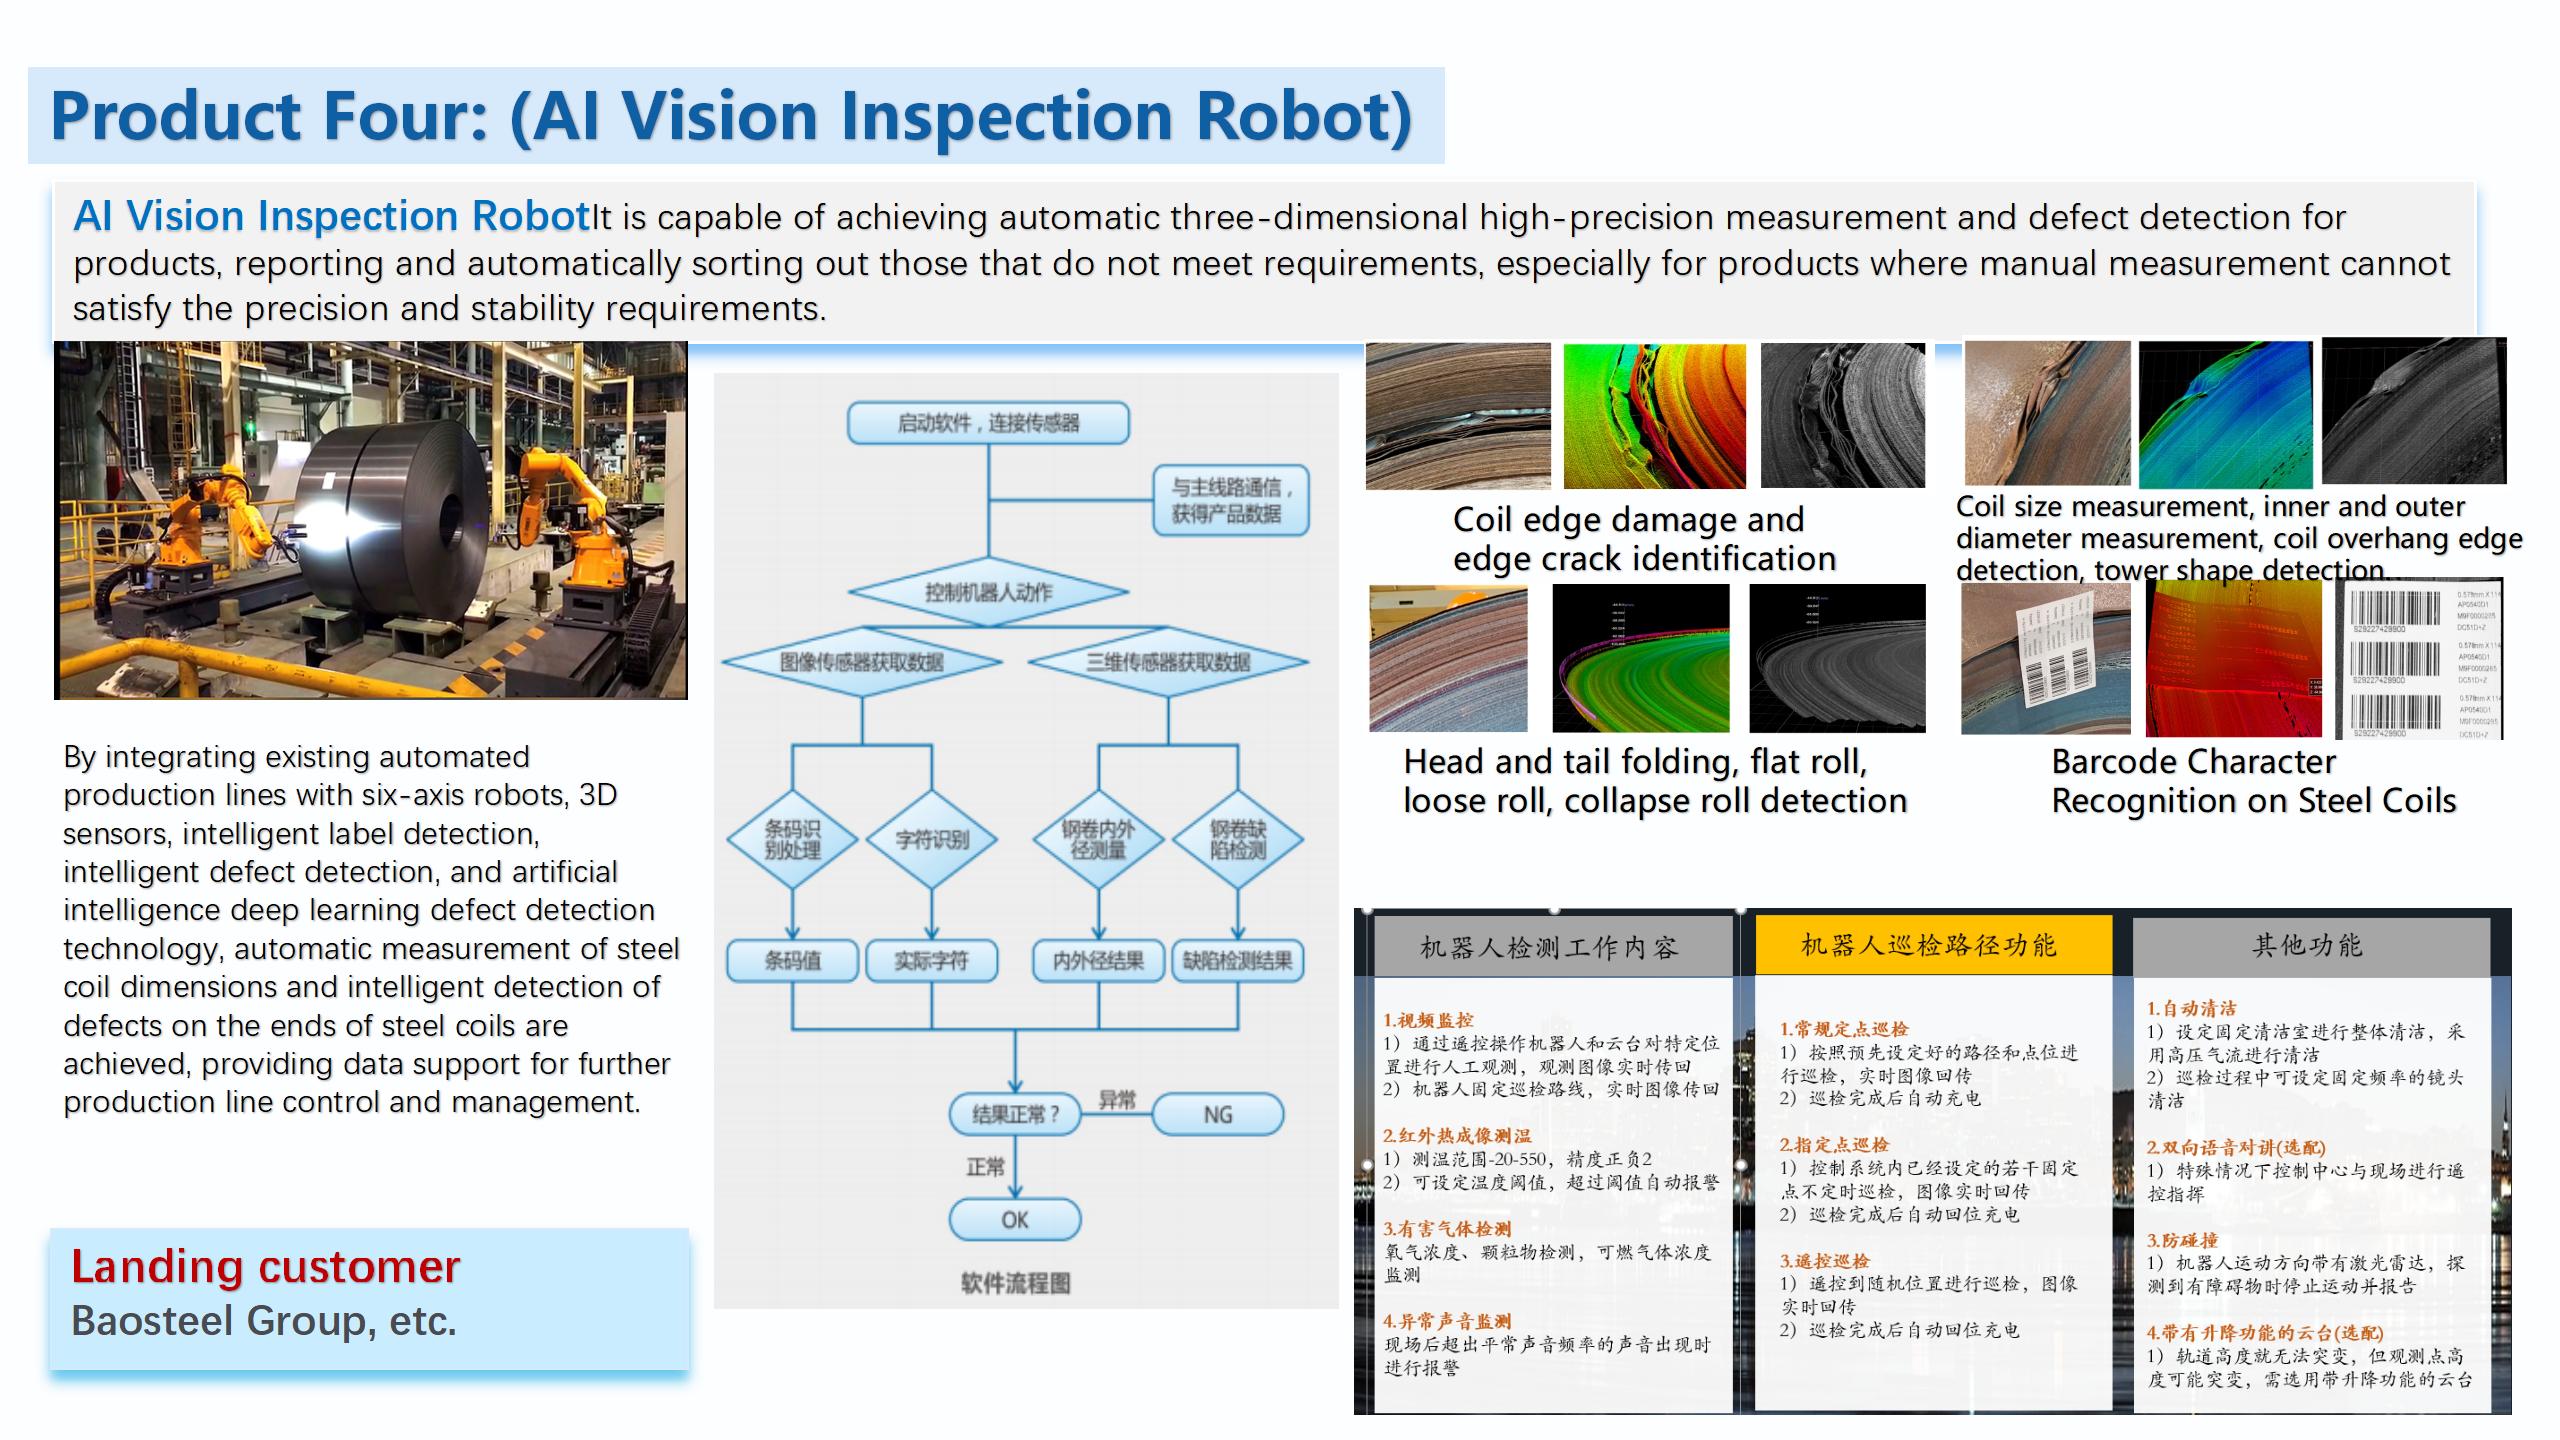 Product Four: (AI Vision Inspection Robot)
AI Vision Inspection RobotIt is capable of achieving automatic three-dimensional high-precision measurement and defect detection for
products, reporting and automatically sorting out those that do not meet requirements, especially for products where manual measurement cannot
satisfy the precision and stability requirements.
By integrating existing automated
production lines with six-axis robots, 3D
sensors, intelligent label detection,
intelligent defect detection, and artificial
intelligence deep learning defect detection
technology, automatic measurement of steel
coil dimensions and intelligent detection of
defects on the ends of steel coils are
achieved, providing data support for further
production line control and management.
Landing customer
Baosteel Group, etc.
启动软件，连接传感器
与主线路通信，
获得产品数据
控制机器人动作
图像传感器获取数据
三维传感器获取数据
条码识
别处理
字符识别
钢卷内外
径测量
钢卷缺
陷检测
条码值
实际字符
内外径结果
缺陷检测结果
结果正常？
异常
NG
正常
OK
软件流程图
Coil edge damage and
edge crack identification
Coil size measurement, inner and outer
diameter measurement, coil overhang edge
detection, tower shape detection.
Head and tail folding, flat roll,
loose roll, collapse roll detection
S29227429900
AP0540D1
DC51D+Z
S29227429900
AP0540D1
DC51D+Z
S29227429900
AP0540D1
DC51D+Z
Barcode Character
Recognition on Steel Coils
机器人检测工作内容
1.视频监控
1）通过遥控操作机器人和云台对特定位
置进行人工观测，观测图像实时传回
2）机器人固定巡检路线，实时图像传回
2.红外热成像测温
1）测温范围-20-550，精度正负2
2）可设定温度阈值，超过阈值自动报警
3.有害气体检测
氧气浓度、颗粒物检测，可燃气体浓度
监测
4.异常声音监测
现场后超出平常声音频率的声音出现时
进行报警
机器人巡检路径功能
1.常规定点巡检
1）按照预先设定好的路径和点位进
行巡检，实时图像回传
2）巡检完成后自动充电
2.指定点巡检
1）控制系统内已经设定的若干固定
点不定时巡检，图像实时回传
2）巡检完成后自动回位充电
3.遥控巡检
1）遥控到随机位置进行巡检，图像
实时回传
2）巡检完成后自动回位充电
其他功能
1.自动清洁
1）设定固定清洁室进行整体清洁，采
用高压气流进行清洁
2）巡检过程中可设定固定频率的镜头
清洁
2.双向语音对讲(选配)
1）特殊情况下控制中心与现场进行遥
控指挥
3.防碰撞
1）机器人运动方向带有激光雷达，探
测到有障碍物时停止运动并报告
4.带有升降功能的云台(选配)
1）轨道高度就无法突变，但观测点高
度可能突变，需选用带升降功能的云台